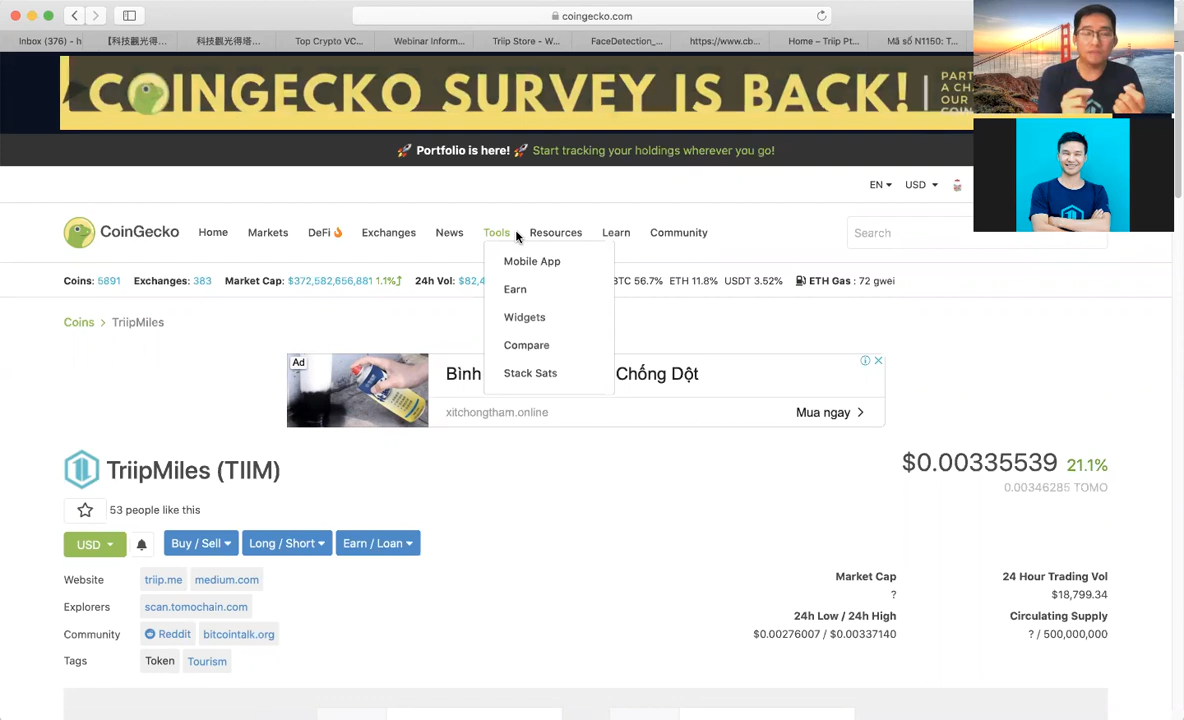 coingecko.com
Inbox (376) - h
【科技觀光得...
科技觀光得塔...
Top Crypto VC...
Webinar Inform...
Triip Store - W...
FaceDetection_...
https://www.cb...
Home – Triip Pt...
Mã số N1150: T...
COINGECKO SURVEY IS BACK!
PART
A CHA
OUR
COIN
🚀 Portfolio is here! 🚀 Start tracking your holdings wherever you go!
EN USD
CoinGecko Home Markets DeFi Exchanges News Tools Resources Learn Community Search
Mobile App
Earn
Widgets
Compare
Stack Sats
Coins: 5891 Exchanges: 383 Market Cap: $372,582,656,881 1.1% 24h Vol: $82,4 BTC 56.7% ETH 11.8% USDT 3.52% ETH Gas : 72 gwei
Coins > TriipMiles
Ad
Bình Chống Dột
xitchongtham.online Mua ngay
TriipMiles (TIIM)
$0.00335539 21.1%
0.00346285 TOMO
53 people like this
USD Buy / Sell Long / Short Earn / Loan
Website triip.me medium.com
Explorers scan.tomochain.com
Community Reddit bitcointalk.org
Tags Token Tourism
Market Cap
?
24 Hour Trading Vol
$18,799.34
24h Low / 24h High
$0.00276007 / $0.00337140
Circulating Supply
? / 500,000,000